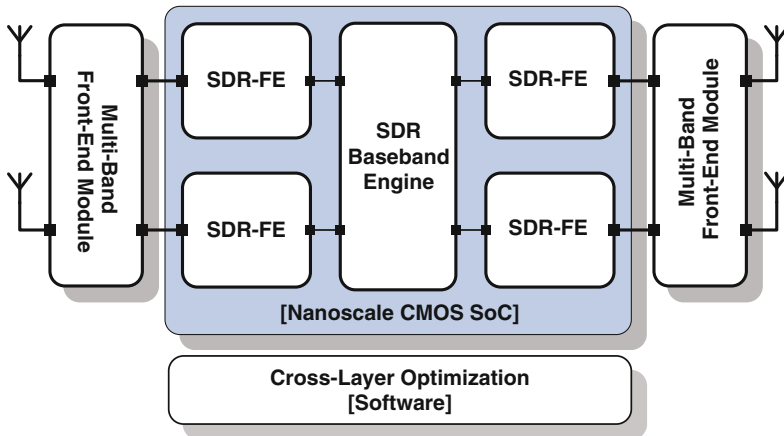 Multi-Band
Front-End Module
SDR-FE
SDR-FE
SDR
Baseband
Engine
SDR-FE
SDR-FE
Multi-Band
Front-End Module
[Nanoscale CMOS SoC]
Cross-Layer Optimization
[Software]